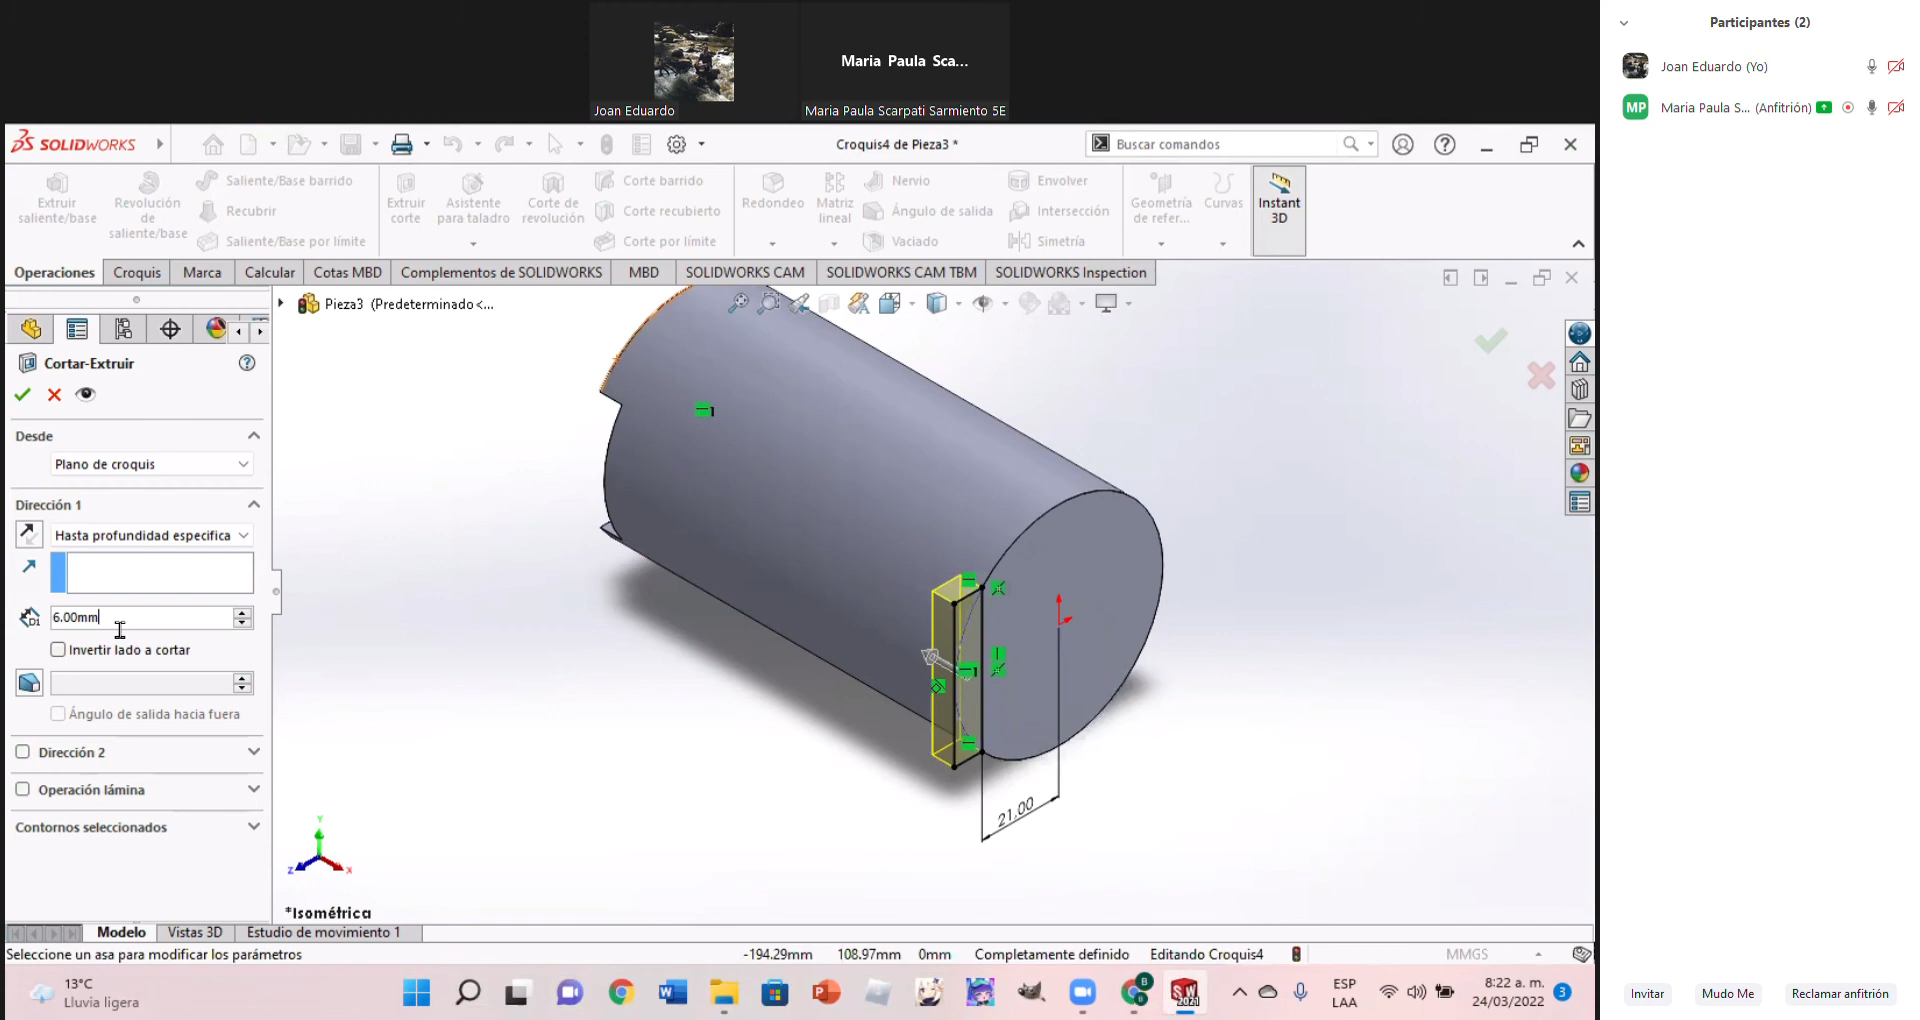 Maria Paula Sca...
Joan Eduardo
Maria Paula Scarpati Sarmiento 5E
Participantes (2)
Joan Eduardo (Yo)
MP
Maria Paula S... (Anfitrión)
SOLIDWORKS
Croquis4 de Pieza3 *
Buscar comandos
Extruir saliente/base
Revolución de saliente/base
Saliente/Base barrido
Recubrir
Saliente/Base por límite
Extruir corte
Asistente para taladro
Corte de revolución
Corte barrido
Corte recubierto
Corte por límite
Redondeo
Matriz lineal
Nervio
Ángulo de salida
Vaciado
Envolver
Intersección
Simetría
Geometría de refer...
Curvas
Instant 3D
Operaciones
Croquis
Marca
Calcular
Cotas MBD
Complementos de SOLIDWORKS
MBD
SOLIDWORKS CAM
SOLIDWORKS CAM TBM
SOLIDWORKS Inspection
Pieza3 (Predeterminado<...
Cortar-Extruir
Desde
Plano de croquis
Dirección 1
Hasta profundidad especifica
D1
6.00mm
Invertir lado a cortar
Ángulo de salida hacia fuera
Dirección 2
Operación lámina
Contornos seleccionados
1
1
21,00
Y
Z
X
*Isométrica
Modelo
Vistas 3D
Estudio de movimiento 1
Seleccione un asa para modificar los parámetros
-194.29mm
108.97mm
0mm
Completamente definido
Editando Croquis4
MMGS
13°C
Lluvia ligera
W
P
B
SW
2021
ESP
LAA
8:22 a. m.
24/03/2022
3
Invitar
Mudo Me
Reclamar anfitrión